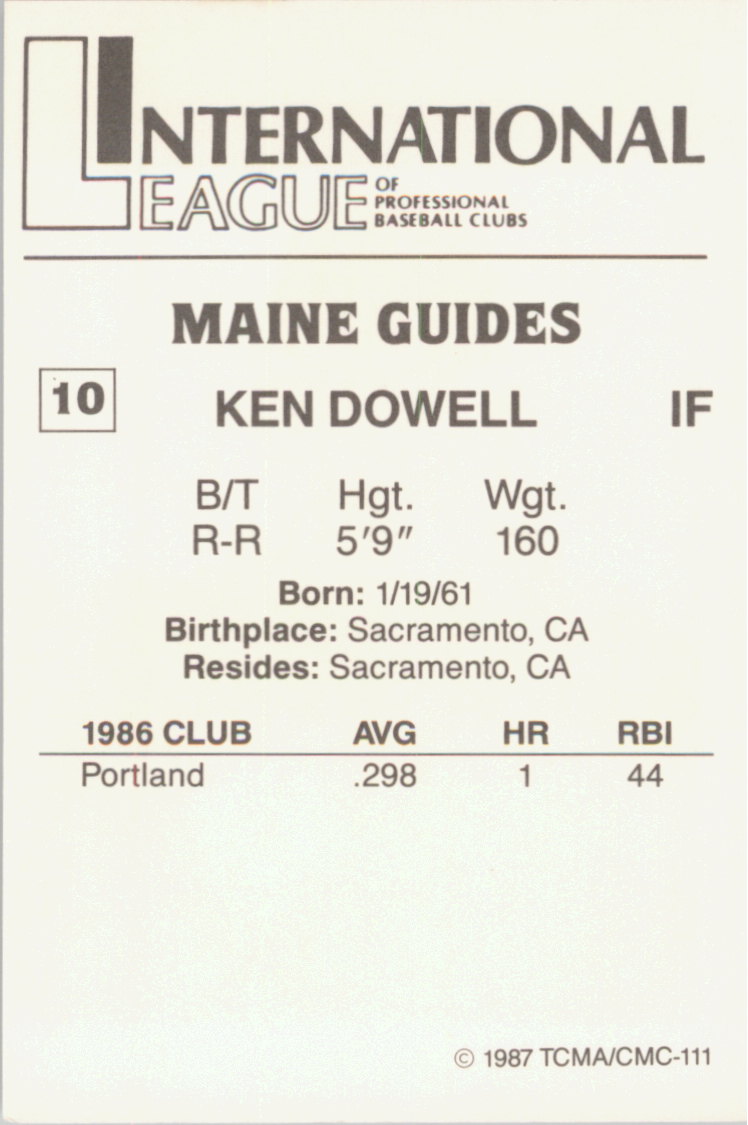 INTERNATIONAL
LEAGUE OF PROFESSIONAL BASEBALL CLUBS
MAINE GUIDES
10 KEN DOWELL IF
B/T Hgt. Wgt.
R-R 5'9" 160
Born: 1/19/61
Birthplace: Sacramento, CA
Resides: Sacramento, CA
1986 CLUB AVG HR RBI
Portland .298 1 44
© 1987 TCMA/CMC-111